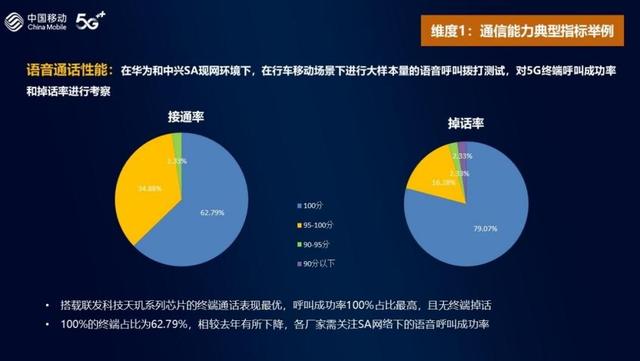 中国移动
China Mobile
5G+
维度1：通信能力典型指标举例
语音通话性能：在华为和中兴SA现网环境下，在行车移动场景下进行大样本量的语音呼叫拨打测试，对5G终端呼叫成功率
和掉话率进行考察
接通率
掉话率
2.33%
34.88%
62.79%
100分
95-100分
90-95分
90分以下
2.33%
2.33%
16.28%
79.07%
• 搭载联发科技天玑系列芯片的终端通话表现最优，呼叫成功率100%占比最高，且无终端掉话
• 100%的终端占比为62.79%，相较去年有所下降，各厂家需关注SA网络下的语音呼叫成功率